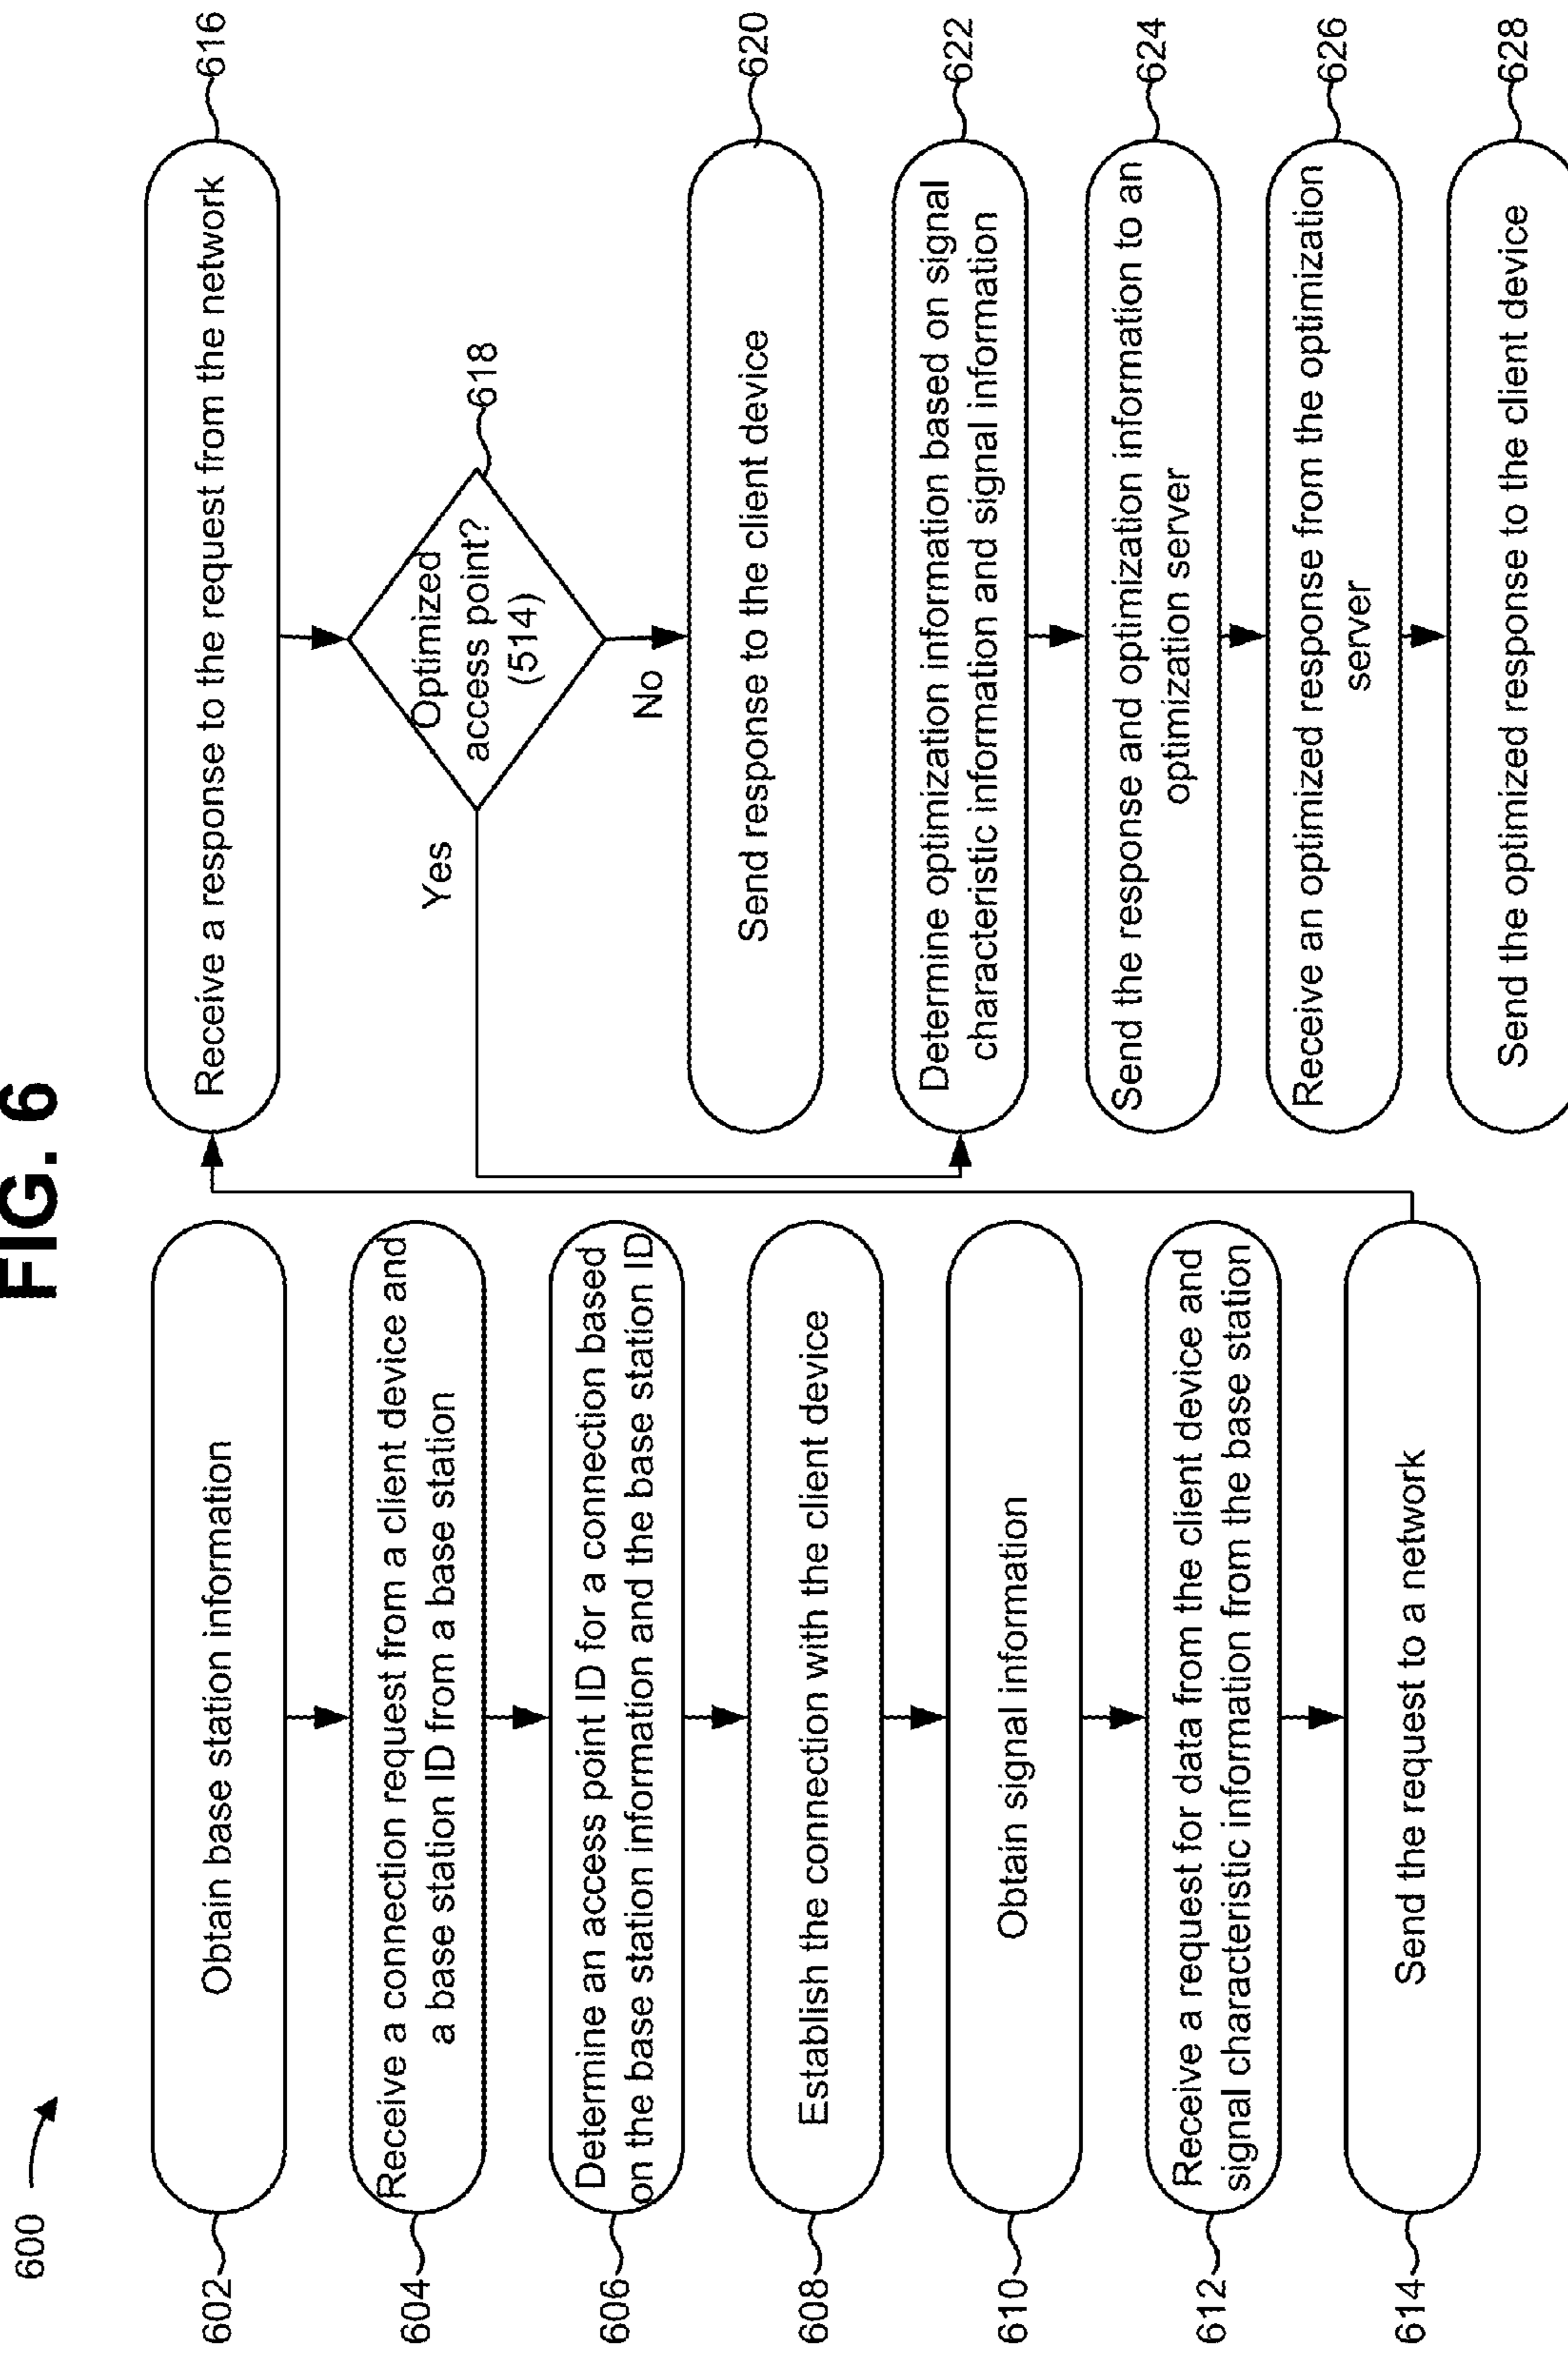 FIG. 6
600
602
Obtain base station information
604
Receive a connection request from a client device and
a base station ID from a base station
606
Determine an access point ID for a connection based
on the base station information and the base station ID
608
Establish the connection with the client device
610
Obtain signal information
612
Receive a request for data from the client device and
signal characteristic information from the base station
614
Send the request to a network
616
Receive a response to the request from the network
618
Optimized
access point?
(514)
Yes
No
620
Send response to the client device
622
Determine optimization information based on signal
characteristic information and signal information
624
Send the response and optimization information to an
optimization server
626
Receive an optimized response from the optimization
server
628
Send the optimized response to the client device